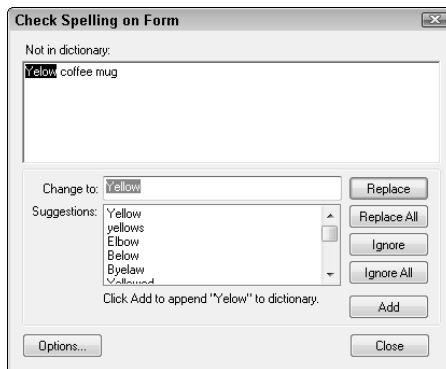 Check Spelling on Form
Not in dictionary:
Yelow coffee mug
Change to: Yellow Replace
Suggestions: Yellow Replace All
yellows
Elbow Ignore
Below
Byelaw Ignore All
Yellowed
Click Add to append "Yelow" to dictionary. Add
Options... Close